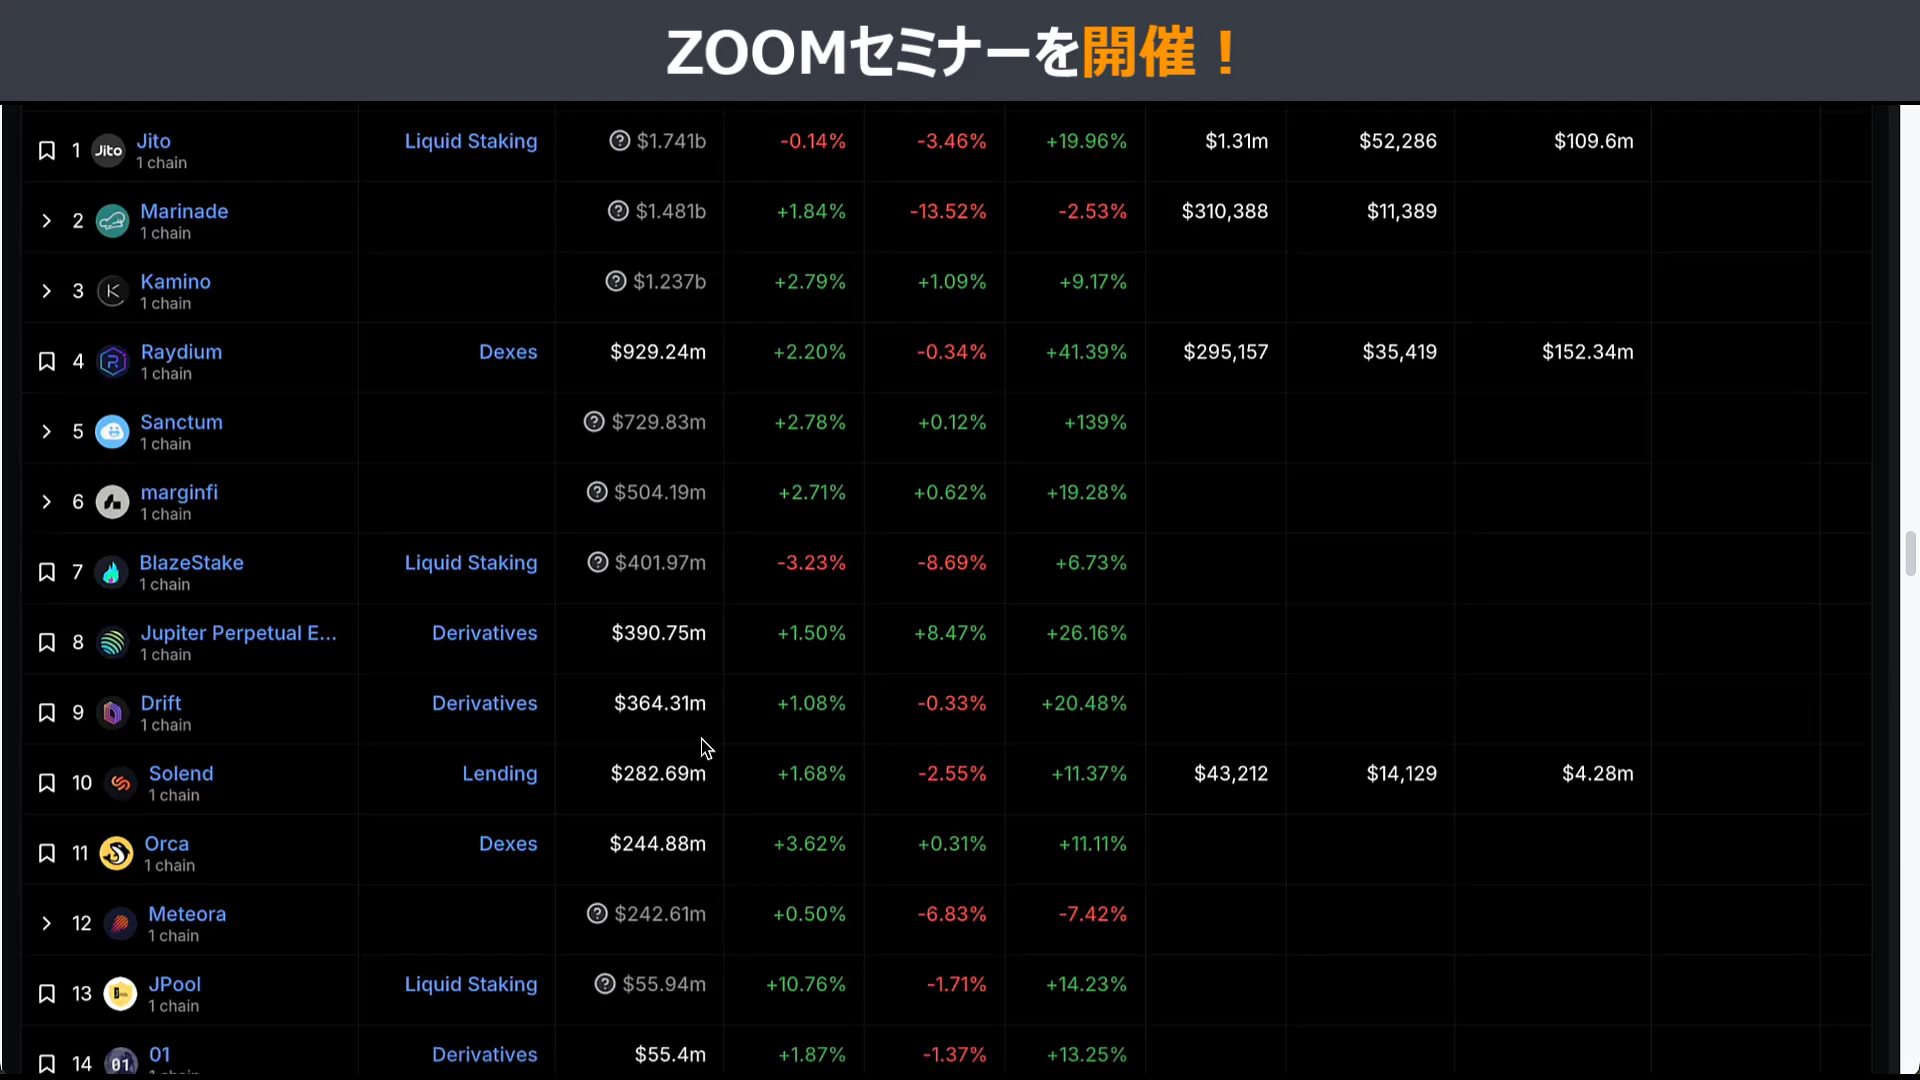 ZOOMセミナーを開催！
1 Jito Jito Liquid Staking $1.741b -0.14% -3.46% +19.96% $1.31m $52,286 $109.6m
1 chain
2 Marinade $1.481b +1.84% -13.52% -2.53% $310,388 $11,389
1 chain
3 Kamino $1.237b +2.79% +1.09% +9.17%
1 chain
4 Raydium Dexes $929.24m +2.20% -0.34% +41.39% $295,157 $35,419 $152.34m
1 chain
5 Sanctum $729.83m +2.78% +0.12% +139%
1 chain
6 marginfi $504.19m +2.71% +0.62% +19.28%
1 chain
7 BlazeStake Liquid Staking $401.97m -3.23% -8.69% +6.73%
1 chain
8 Jupiter Perpetual E... Derivatives $390.75m +1.50% +8.47% +26.16%
1 chain
9 Drift Derivatives $364.31m +1.08% -0.33% +20.48%
1 chain
10 Solend Lending $282.69m +1.68% -2.55% +11.37% $43,212 $14,129 $4.28m
1 chain
11 Orca Dexes $244.88m +3.62% +0.31% +11.11%
1 chain
12 Meteora $242.61m +0.50% -6.83% -7.42%
1 chain
13 JPool Liquid Staking $55.94m +10.76% -1.71% +14.23%
1 chain
14 01 01 Derivatives $55.4m +1.87% -1.37% +13.25%